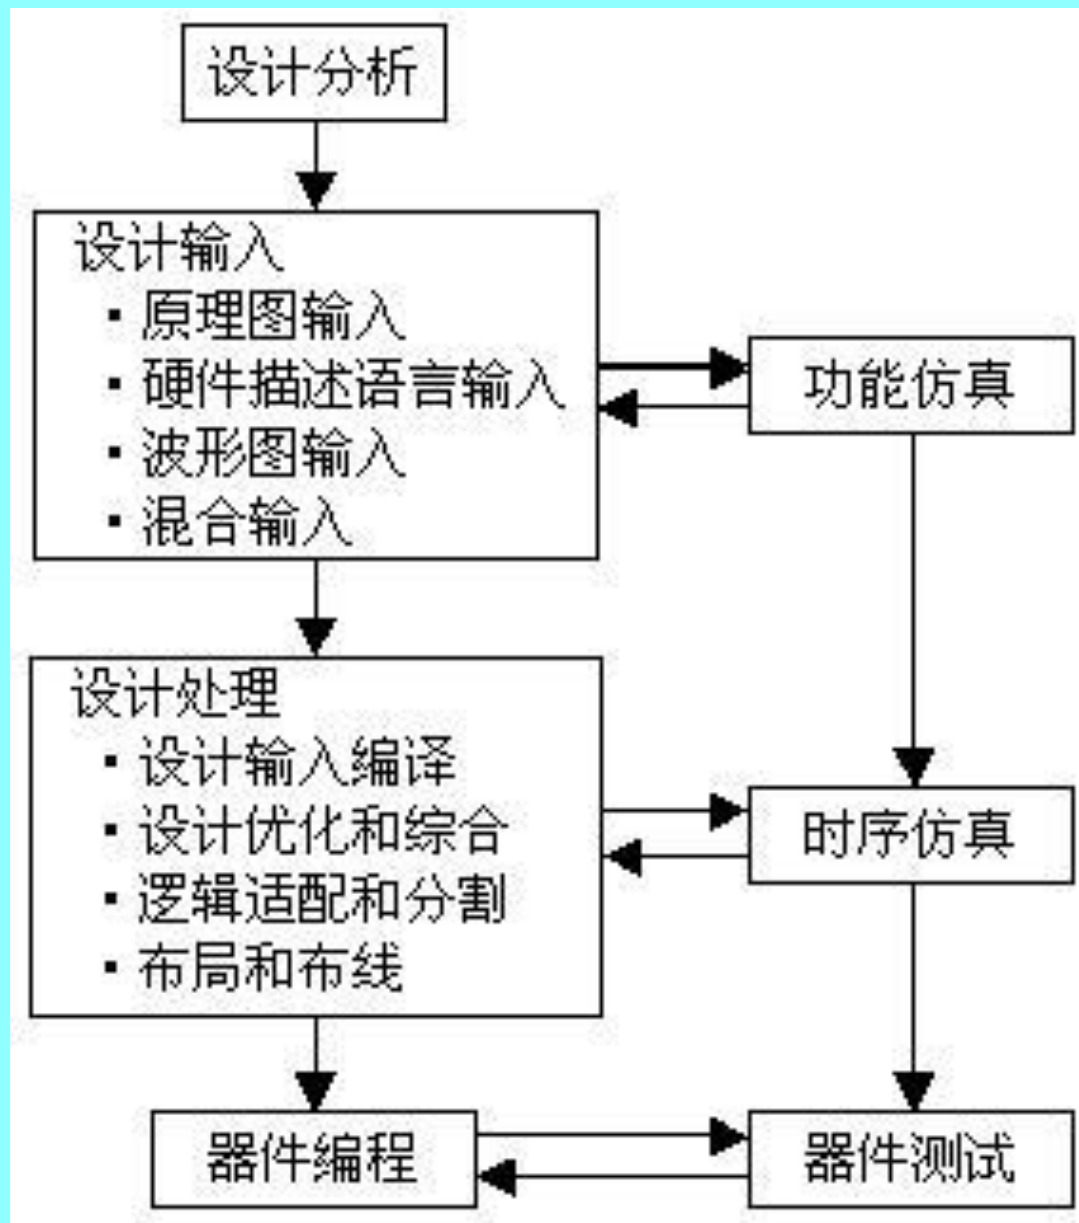 设计分析
设计输入
▪原理图输入
▪硬件描述语言输入
▪波形图输入
▪混合输入
功能仿真
设计处理
▪设计输入编译
▪设计优化和综合
▪逻辑适配和分割
▪布局和布线
时序仿真
器件编程
器件测试